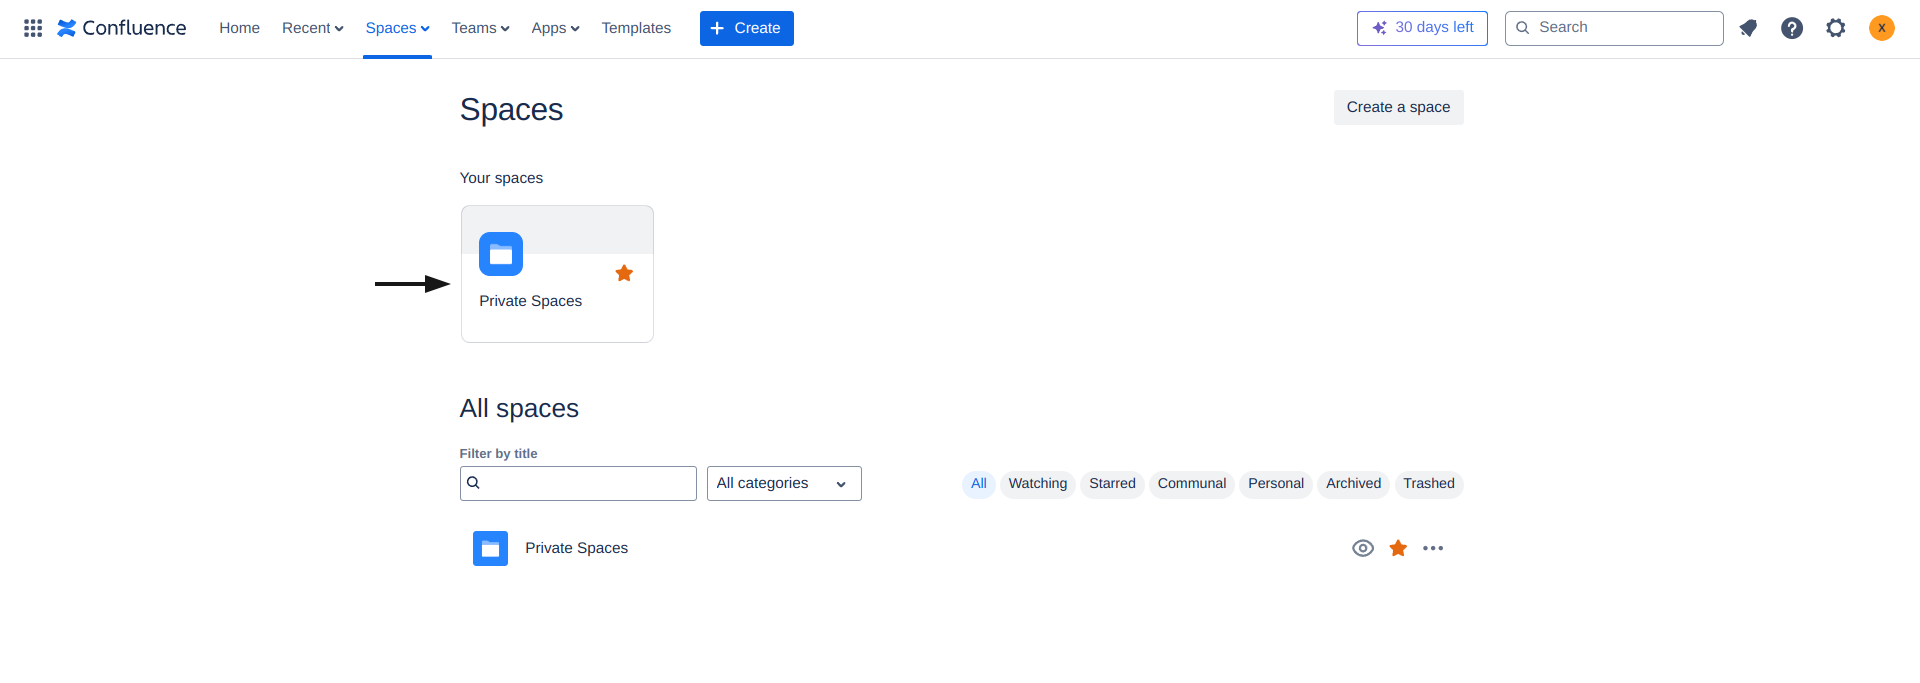 Confluence Home Recent Spaces Teams Apps Templates Create 30 days left Search X
Spaces
Create a space
Your spaces
Private Spaces
All spaces
Filter by title
All categories
All Watching Starred Communal Personal Archived Trashed
Private Spaces